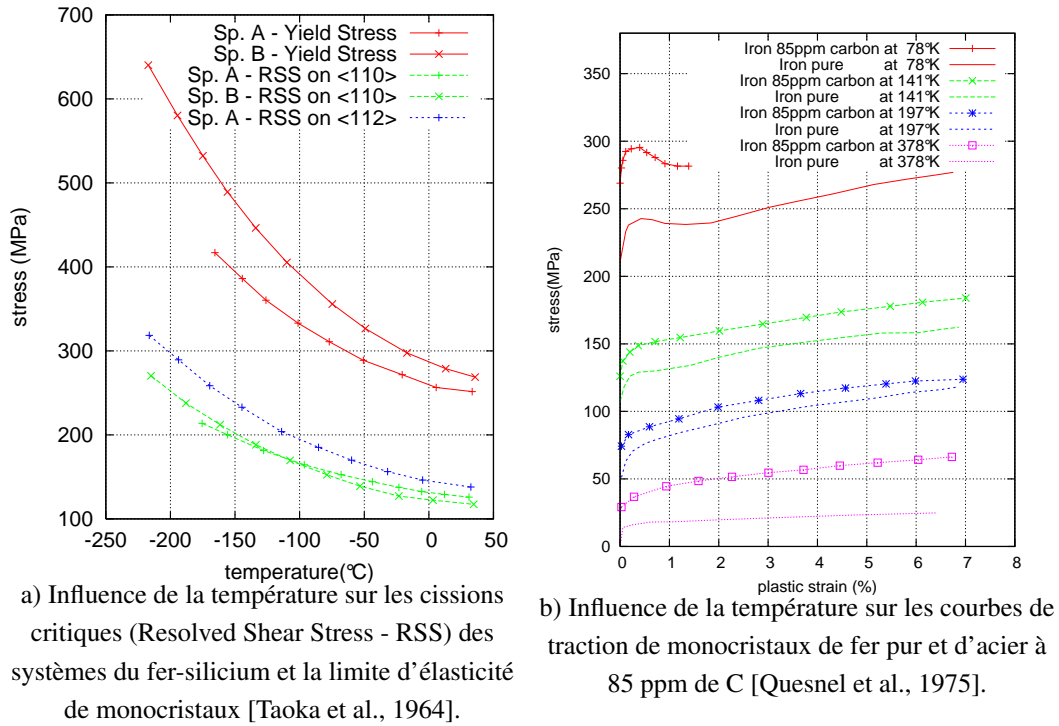 700
600
500
400
300
200
100
stress (MPa)
Sp. A - Yield Stress
Sp. B - Yield Stress
Sp. A - RSS on <110>
Sp. B - RSS on <110>
Sp. A - RSS on <112>
-250 -200 -150 -100 -50 0 50
temperature(°C)
a) Influence de la température sur les cissions
critiques (Resolved Shear Stress - RSS) des
systèmes du fer-silicium et la limite d'élasticité
de monocristaux [Taoka et al., 1964].
350
300
250
200
150
100
50
0
stress(MPa)
Iron 85ppm carbon at 78°K
Iron pure at 78°K
Iron 85ppm carbon at 141°K
Iron pure at 141°K
Iron 85ppm carbon at 197°K
Iron pure at 197°K
Iron 85ppm carbon at 378°K
Iron pure at 378°K
0 1 2 3 4 5 6 7 8
plastic strain (%)
b) Influence de la température sur les courbes de
traction de monocristaux de fer pur et d'acier à
85 ppm de C [Quesnel et al., 1975].